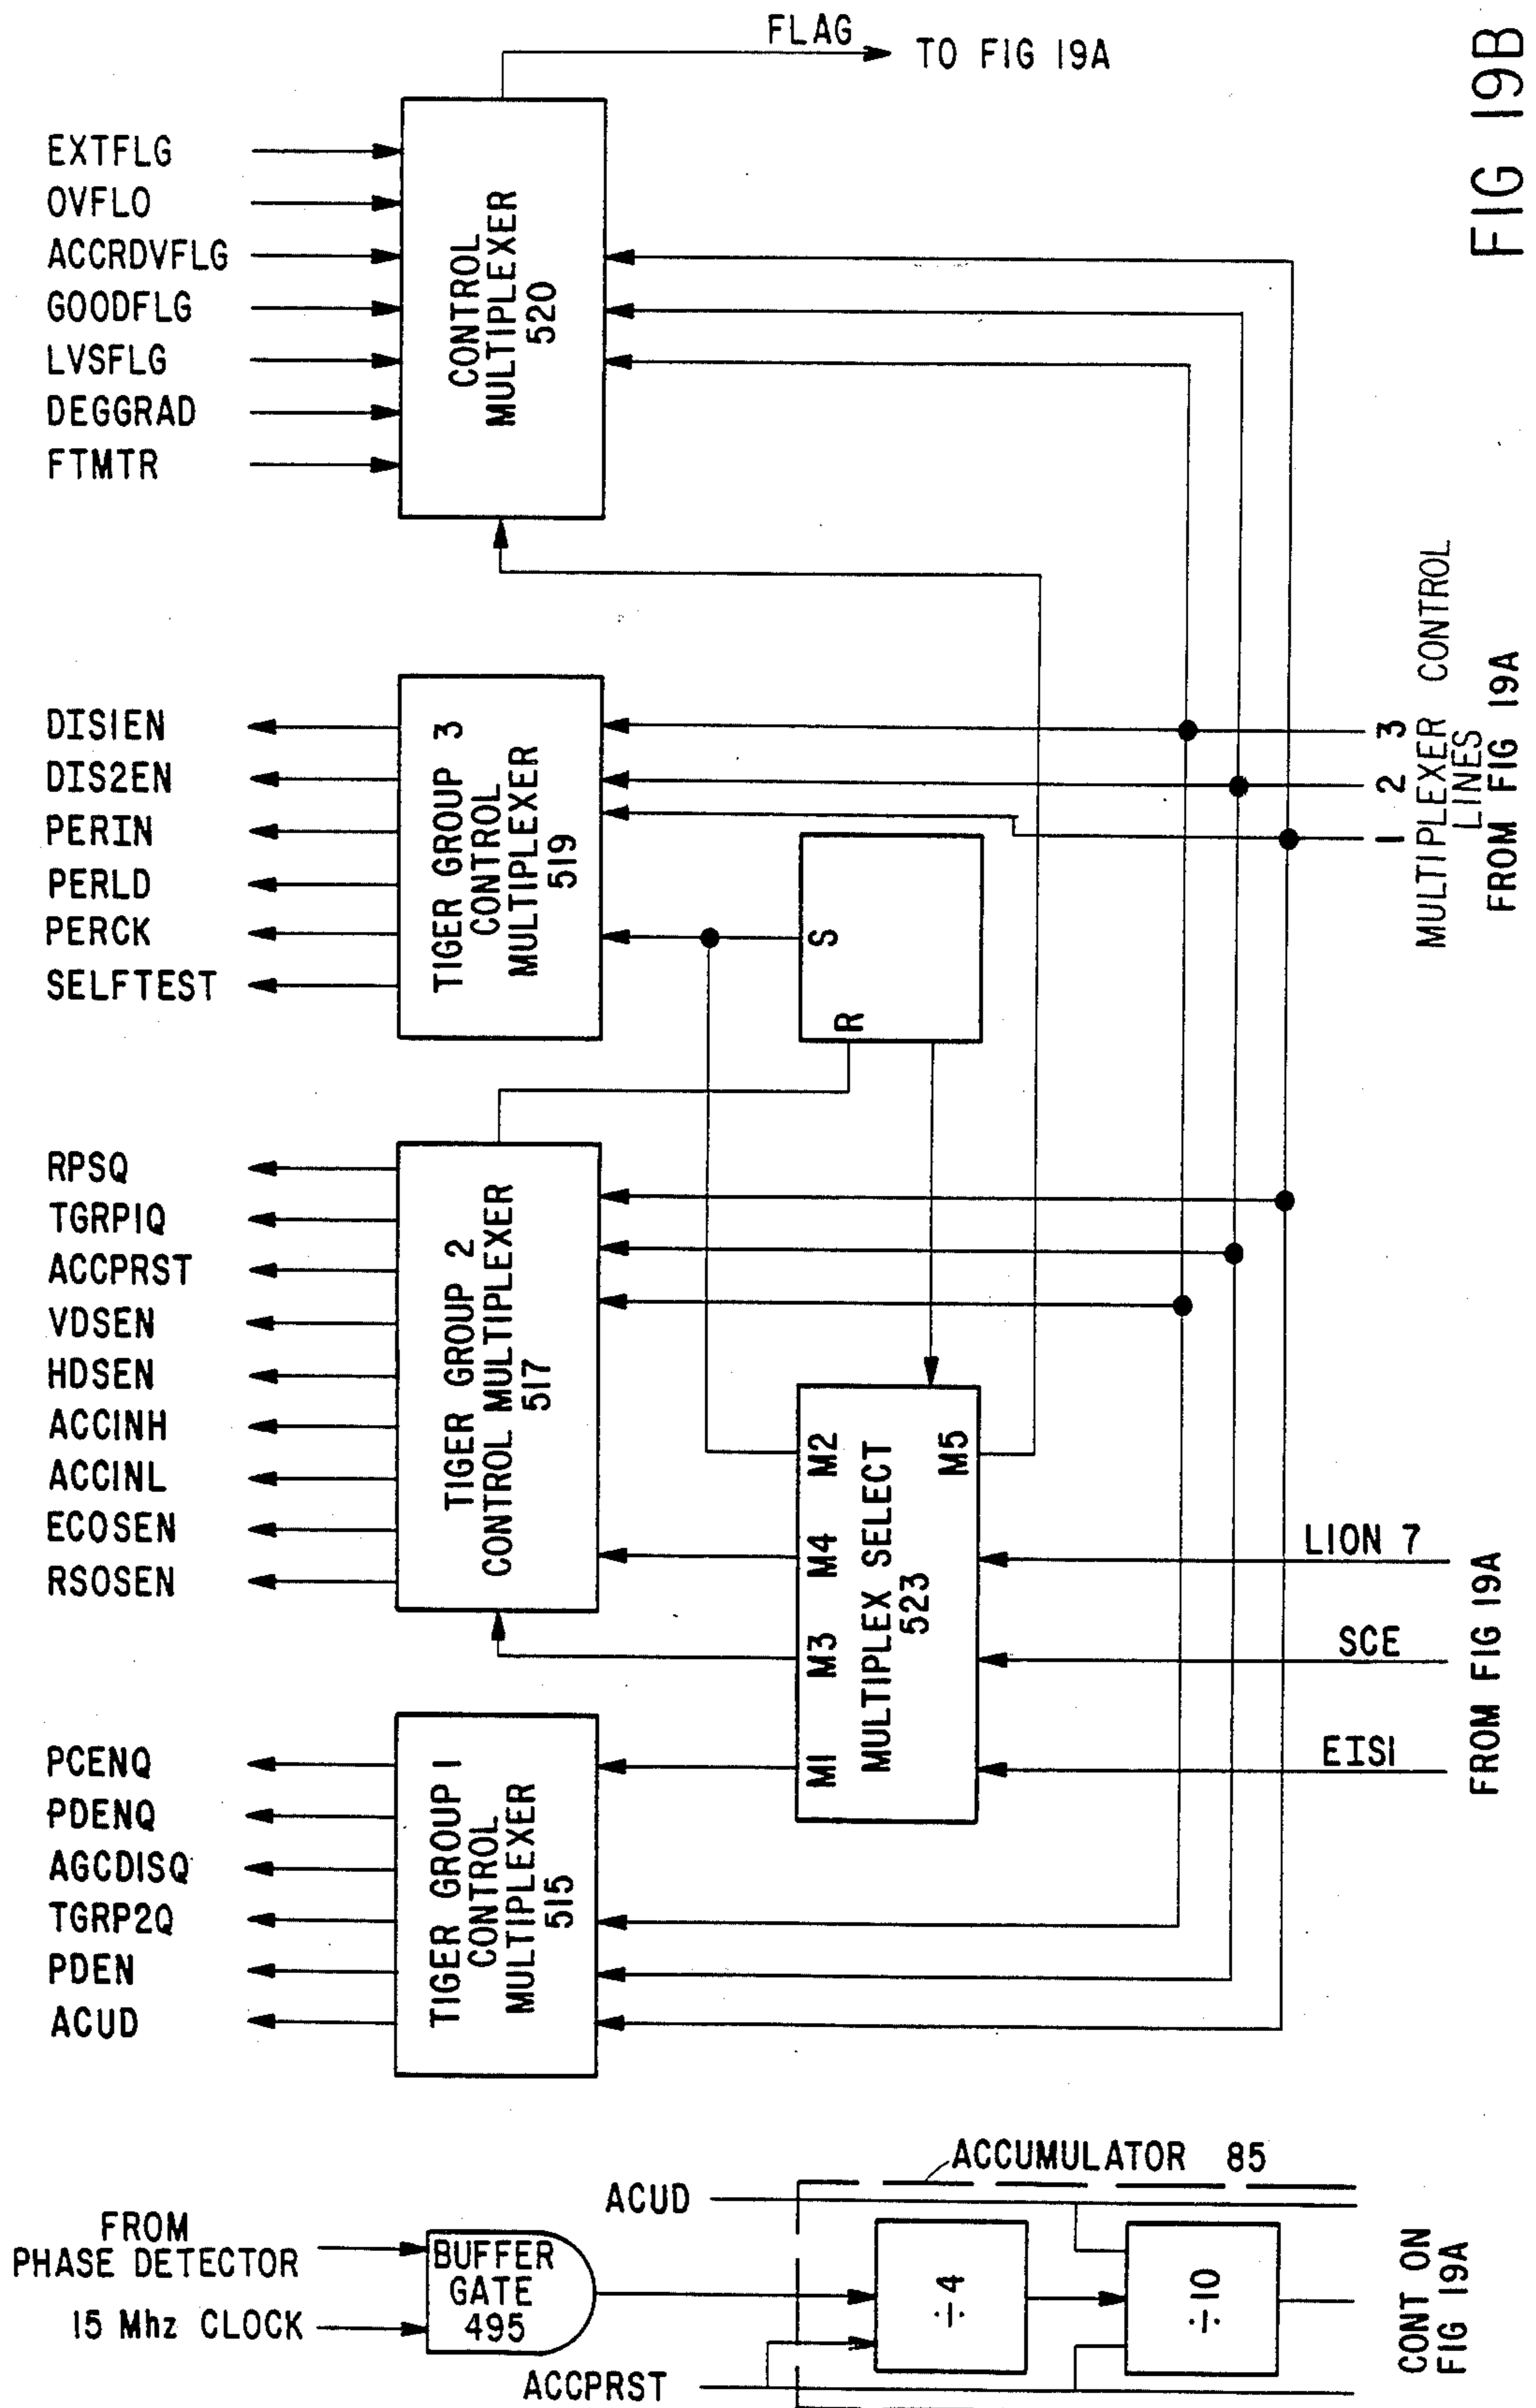 FLAG
TO FIG 19A
FIG 19B
EXTFLG
OVFLO
ACCRDVFLG
GOODFLG
LVSFLG
DEGGRAD
FTMTR
CONTROL
MULTIPLEXER
520
DIS1EN
DIS2EN
PERIN
PERLD
PERCK
SELFTEST
TIGER GROUP 3
CONTROL
MULTIPLEXER
519
S
R
3
2
1
MULTIPLEXER CONTROL
LINES
FROM FIG 19A
RPSQ
TGRP1Q
ACCPRST
VDSEN
HDSEN
ACCINH
ACCINL
ECOSEN
RSOSEN
TIGER GROUP 2
CONTROL MULTIPLEXER
517
M2
M4
M3
M1
M5
MULTIPLEX SELECT
523
LION 7
SCE
EIS1
FROM FIG 19A
PCENQ
PDENQ
AGCDISQ
TGRP2Q
PDEN
ACUD
TIGER GROUP 1
CONTROL
MULTIPLEXER
515
ACCUMULATOR 85
ACUD
FROM
PHASE DETECTOR
15 Mhz CLOCK
BUFFER
GATE
495
÷4
÷10
ACCPRST
CONT ON
FIG 19A